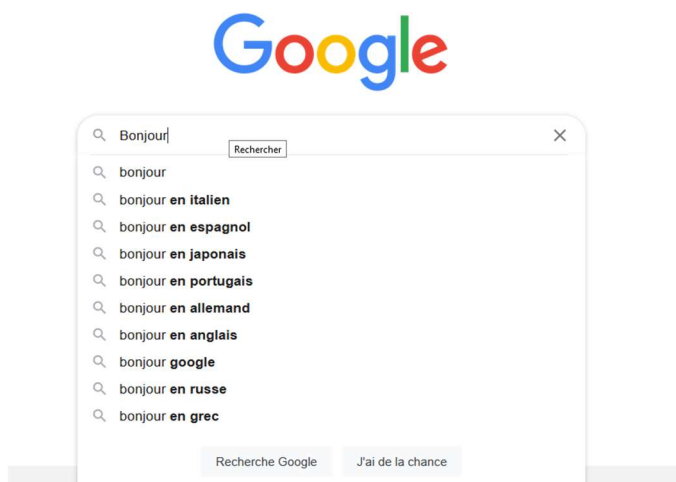 Google
Bonjour
Rechercher
bonjour
bonjour en italien
bonjour en espagnol
bonjour en japonais
bonjour en portugais
bonjour en allemand
bonjour en anglais
bonjour google
bonjour en russe
bonjour en grec
Recherche Google J'ai de la chance